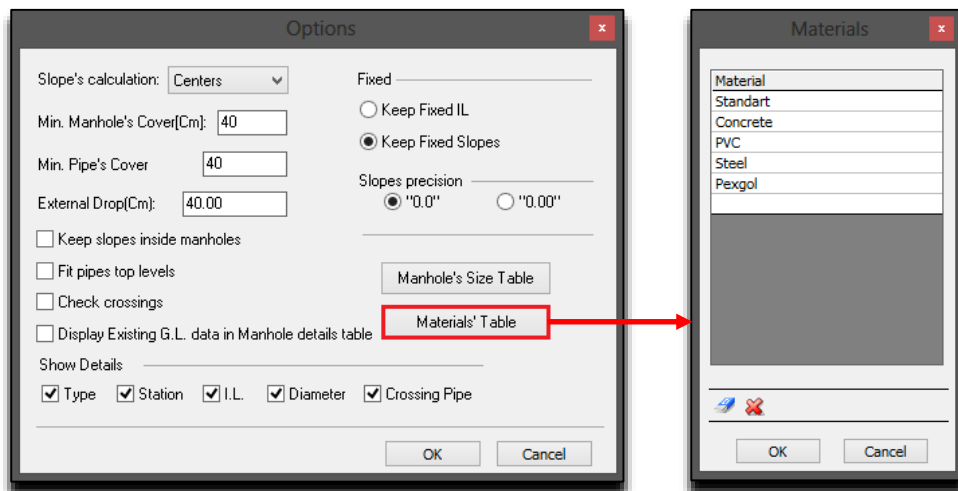 Options
Slope's calculation: Centers
Min. Manhole's Cover[Cm]: 40
Min. Pipe's Cover 40
External Drop(Cm): 40.00
Keep slopes inside manholes
Fit pipes top levels
Check crossings
Display Existing G.L. data in Manhole details table
Fixed
Keep Fixed IL
Keep Fixed Slopes
Slopes precision
"0.0" "0.00"
Manhole's Size Table
Materials' Table
Show Details
Type Station I.L. Diameter Crossing Pipe
OK Cancel
Materials
Material
Standart
Concrete
PVC
Steel
Pexgol
OK Cancel